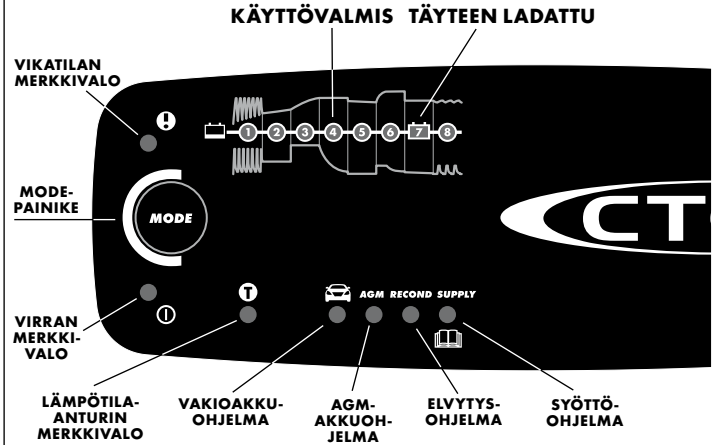 KÄYTTÖVALMIS TÄYTEEN LADATTU
VIKATILAN
MERKKIVALO
1 2 3 4 5 6 7 8
MODE-
PAINIKE
MODE
CT
T
AGM RECOND SUPPLY
VIRRAN
MERKKI-
VALO
LÄMPÖTILA-
ANTURIN
MERKKIVALO
VAKIOAKKU-
OHJELMA
AGM-
AKKUOH-
JELMA
ELVYTYS-
OHJELMA
SYÖTTÖ-
OHJELMA